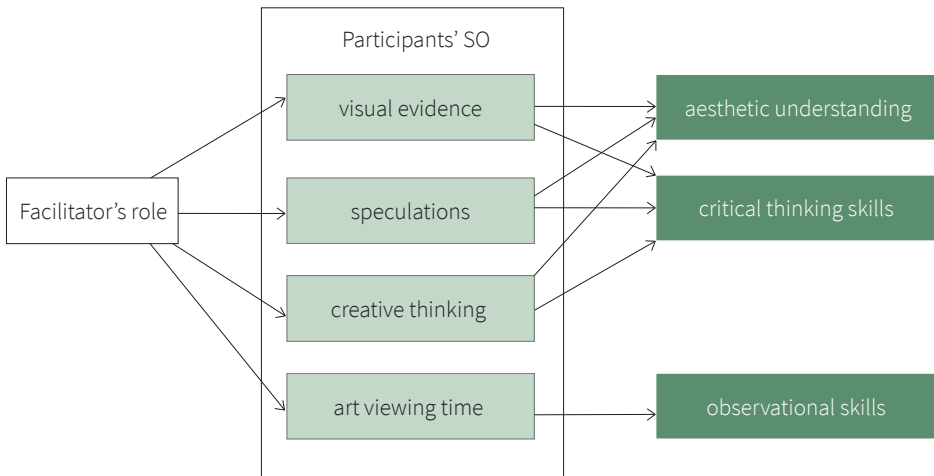 Participants’ SO
visual evidence
aesthetic understanding
Facilitator’s role
speculations
critical thinking skills
creative thinking
art viewing time
observational skills